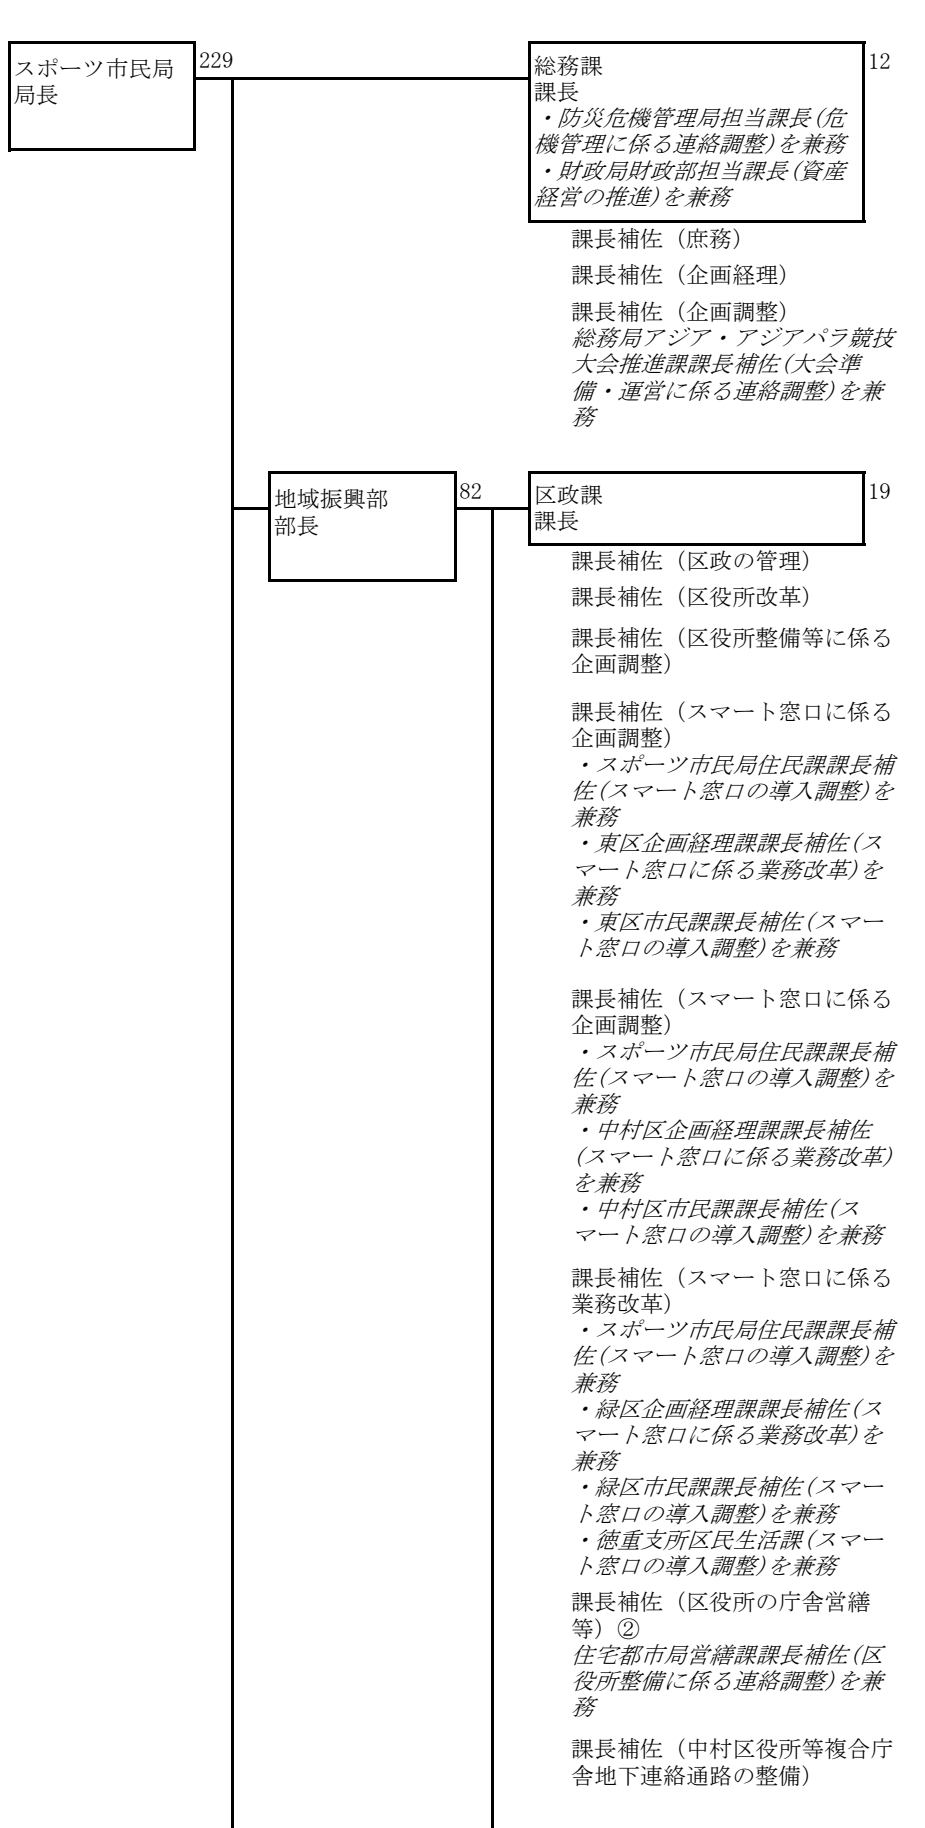 スポーツ市民局
局長
229
総務課
課長
・防災危機管理局担当課長(危
機管理に係る連絡調整)を兼務
・財政局財政部担当課長(資産
経営の推進)を兼務
12
課長補佐（庶務）
課長補佐（企画経理）
課長補佐（企画調整）
総務局アジア・アジアパラ競技
大会推進課課長補佐(大会準
備・運営に係る連絡調整)を兼
務
地域振興部
部長
82
区政課
課長
19
課長補佐（区政の管理）
課長補佐（区役所改革）
課長補佐（区役所整備等に係る
企画調整）
課長補佐（スマート窓口に係る
企画調整）
・スポーツ市民局住民課課長補
佐(スマート窓口の導入調整)を
兼務
・東区企画経理課課長補佐(ス
マート窓口に係る業務改革)を
兼務
・東区市民課課長補佐(スマー
ト窓口の導入調整)を兼務
課長補佐（スマート窓口に係る
企画調整）
・スポーツ市民局住民課課長補
佐(スマート窓口の導入調整)を
兼務
・中村区企画経理課課長補佐
(スマート窓口に係る業務改革)
を兼務
・中村区市民課課長補佐(ス
マート窓口の導入調整)を兼務
課長補佐（スマート窓口に係る
業務改革）
・スポーツ市民局住民課課長補
佐(スマート窓口の導入調整)を
兼務
・緑区企画経理課課長補佐(ス
マート窓口に係る業務改革)を
兼務
・緑区市民課課長補佐(スマー
ト窓口の導入調整)を兼務
・徳重支所区民生活課(スマー
ト窓口の導入調整)を兼務
課長補佐（区役所の庁舎営繕
等）②
住宅都市局営繕課課長補佐(区
役所整備に係る連絡調整)を兼
務
課長補佐（中村区役所等複合庁
舎地下連絡通路の整備）